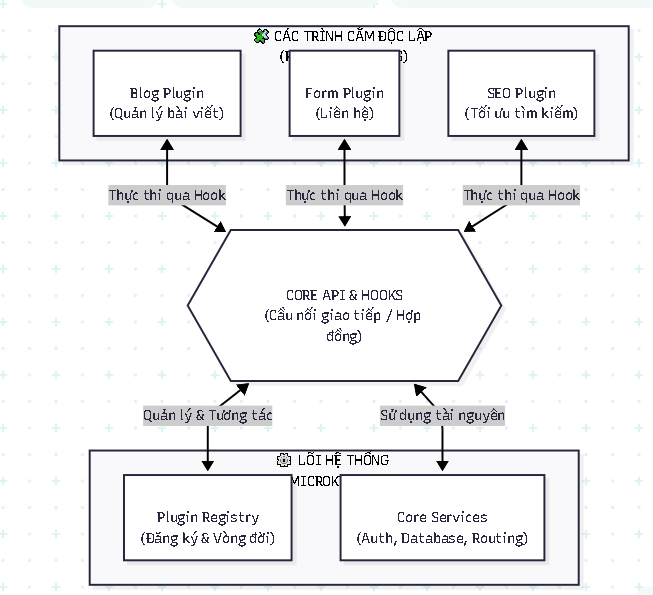 CÁC TRÌNH CẮM ĐỘC LẬP
Blog Plugin
(Quản lý bài viết)
Form Plugin
(Liên hệ)
SEO Plugin
(Tối ưu tìm kiếm)
Thực thi qua Hook
Thực thi qua Hook
Thực thi qua Hook
CORE API & HOOKS
(Cầu nối giao tiếp / Hợp
đồng)
Quản lý & Tương tác
Sử dụng tài nguyên
LÕI HỆ THỐNG
Plugin Registry
(Đăng ký & Vòng đời)
Core Services
(Auth, Database, Routing)